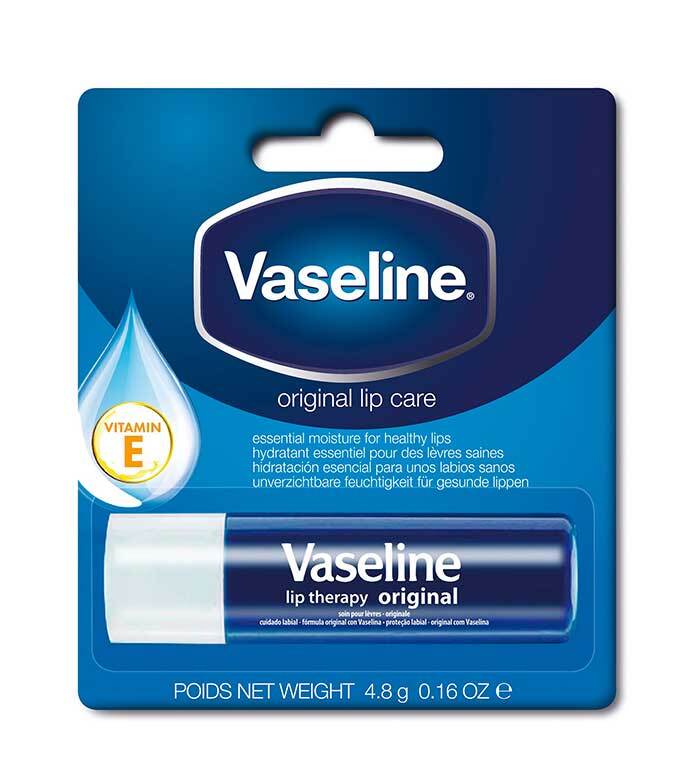 Vaseline®
original lip care
VITAMIN
E
essential moisture for healthy lips
hydratant essentiel pour des lèvres saines
hidratación esencial para unos labios sanos
unverzichtbare feuchtigkeit für gesunde lippen
Vaseline
lip therapy original
soin pour lèvres - originale
cuidado labial - fórmula original con Vaselina - proteção labial - original com Vaselina
POIDS NET WEIGHT 4.8 g 0.16 OZ ℮